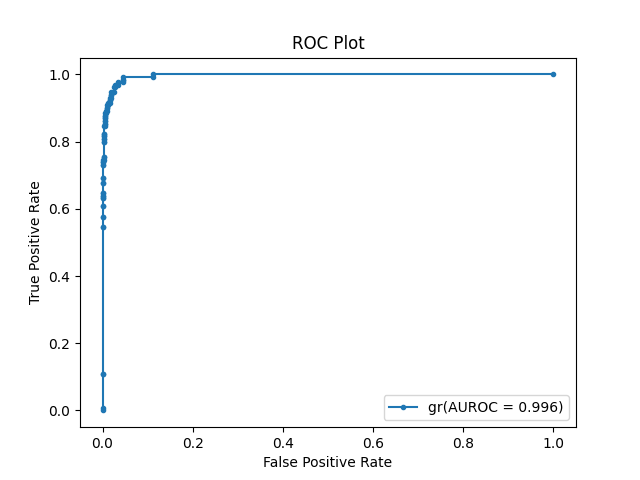 ROC Plot
True Positive Rate
1.0
0.8
0.6
0.4
0.2
0.0
gr(AUROC = 0.996)
0.0 0.2 0.4 0.6 0.8 1.0
False Positive Rate